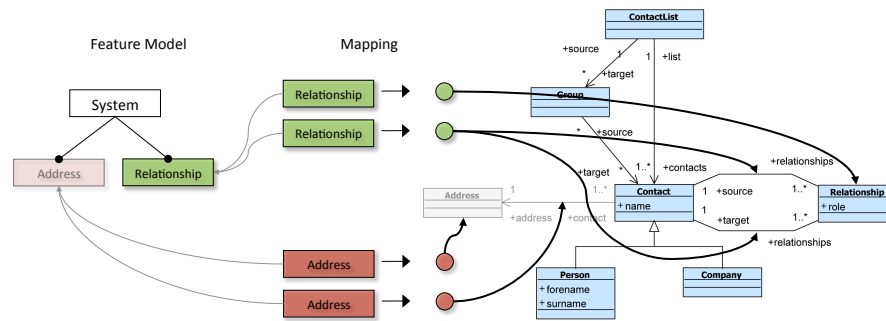 Feature Model
Mapping
System
Address
Relationship
Relationship
Relationship
Address
Address
ContactList
+source
1
1
+list
*
+target
Group
*
+source
*
1..*
+contacts
+target
+relationships
Address
1
1..*
+address
+contact
Contact
+ name
1
+source
1..*
1
+target
1..*
+relationships
Relationship
+ role
Person
+ forename
+ surname
Company